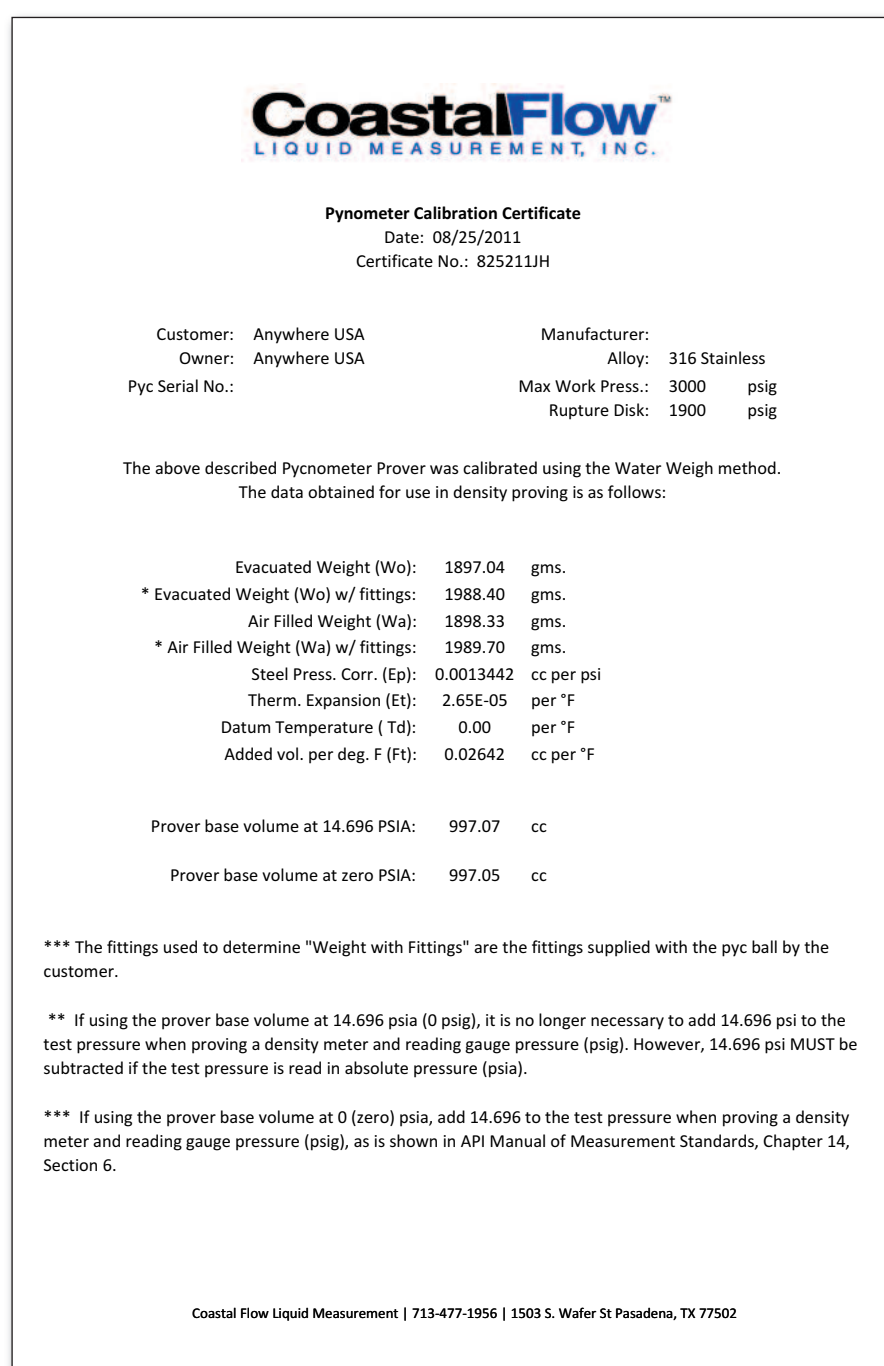 CoastalFlow™
LIQUID MEASUREMENT, INC.
Pynometer Calibration Certificate
Date: 08/25/2011
Certificate No.: 825211JH
Customer: Anywhere USA Manufacturer:
Owner: Anywhere USA Alloy: 316 Stainless
Pyc Serial No.: Max Work Press.: 3000 psig
Rupture Disk: 1900 psig
The above described Pycnometer Prover was calibrated using the Water Weigh method.
The data obtained for use in density proving is as follows:
Evacuated Weight (Wo): 1897.04 gms.
* Evacuated Weight (Wo) w/ fittings: 1988.40 gms.
Air Filled Weight (Wa): 1898.33 gms.
* Air Filled Weight (Wa) w/ fittings: 1989.70 gms.
Steel Press. Corr. (Ep): 0.0013442 cc per psi
Therm. Expansion (Et): 2.65E-05 per °F
Datum Temperature ( Td): 0.00 per °F
Added vol. per deg. F (Ft): 0.02642 cc per °F
Prover base volume at 14.696 PSIA: 997.07 cc
Prover base volume at zero PSIA: 997.05 cc
*** The fittings used to determine "Weight with Fittings" are the fittings supplied with the pyc ball by the
customer.
** If using the prover base volume at 14.696 psia (0 psig), it is no longer necessary to add 14.696 psi to the
test pressure when proving a density meter and reading gauge pressure (psig). However, 14.696 psi MUST be
subtracted if the test pressure is read in absolute pressure (psia).
*** If using the prover base volume at 0 (zero) psia, add 14.696 to the test pressure when proving a density
meter and reading gauge pressure (psig), as is shown in API Manual of Measurement Standards, Chapter 14,
Section 6.
Coastal Flow Liquid Measurement | 713-477-1956 | 1503 S. Wafer St Pasadena, TX 77502